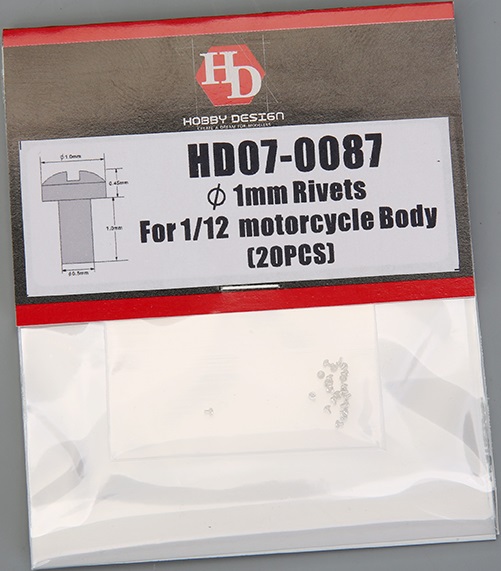 HD
HOBBY DESIGN
CREATE A DREAM FOR MODELERS
HD07-0087
ϕ 1mm Rivets
For 1/12 motorcycle Body
(20PCS)
ϕ1.0mm
0.45mm
1.0mm
ϕ0.5mm